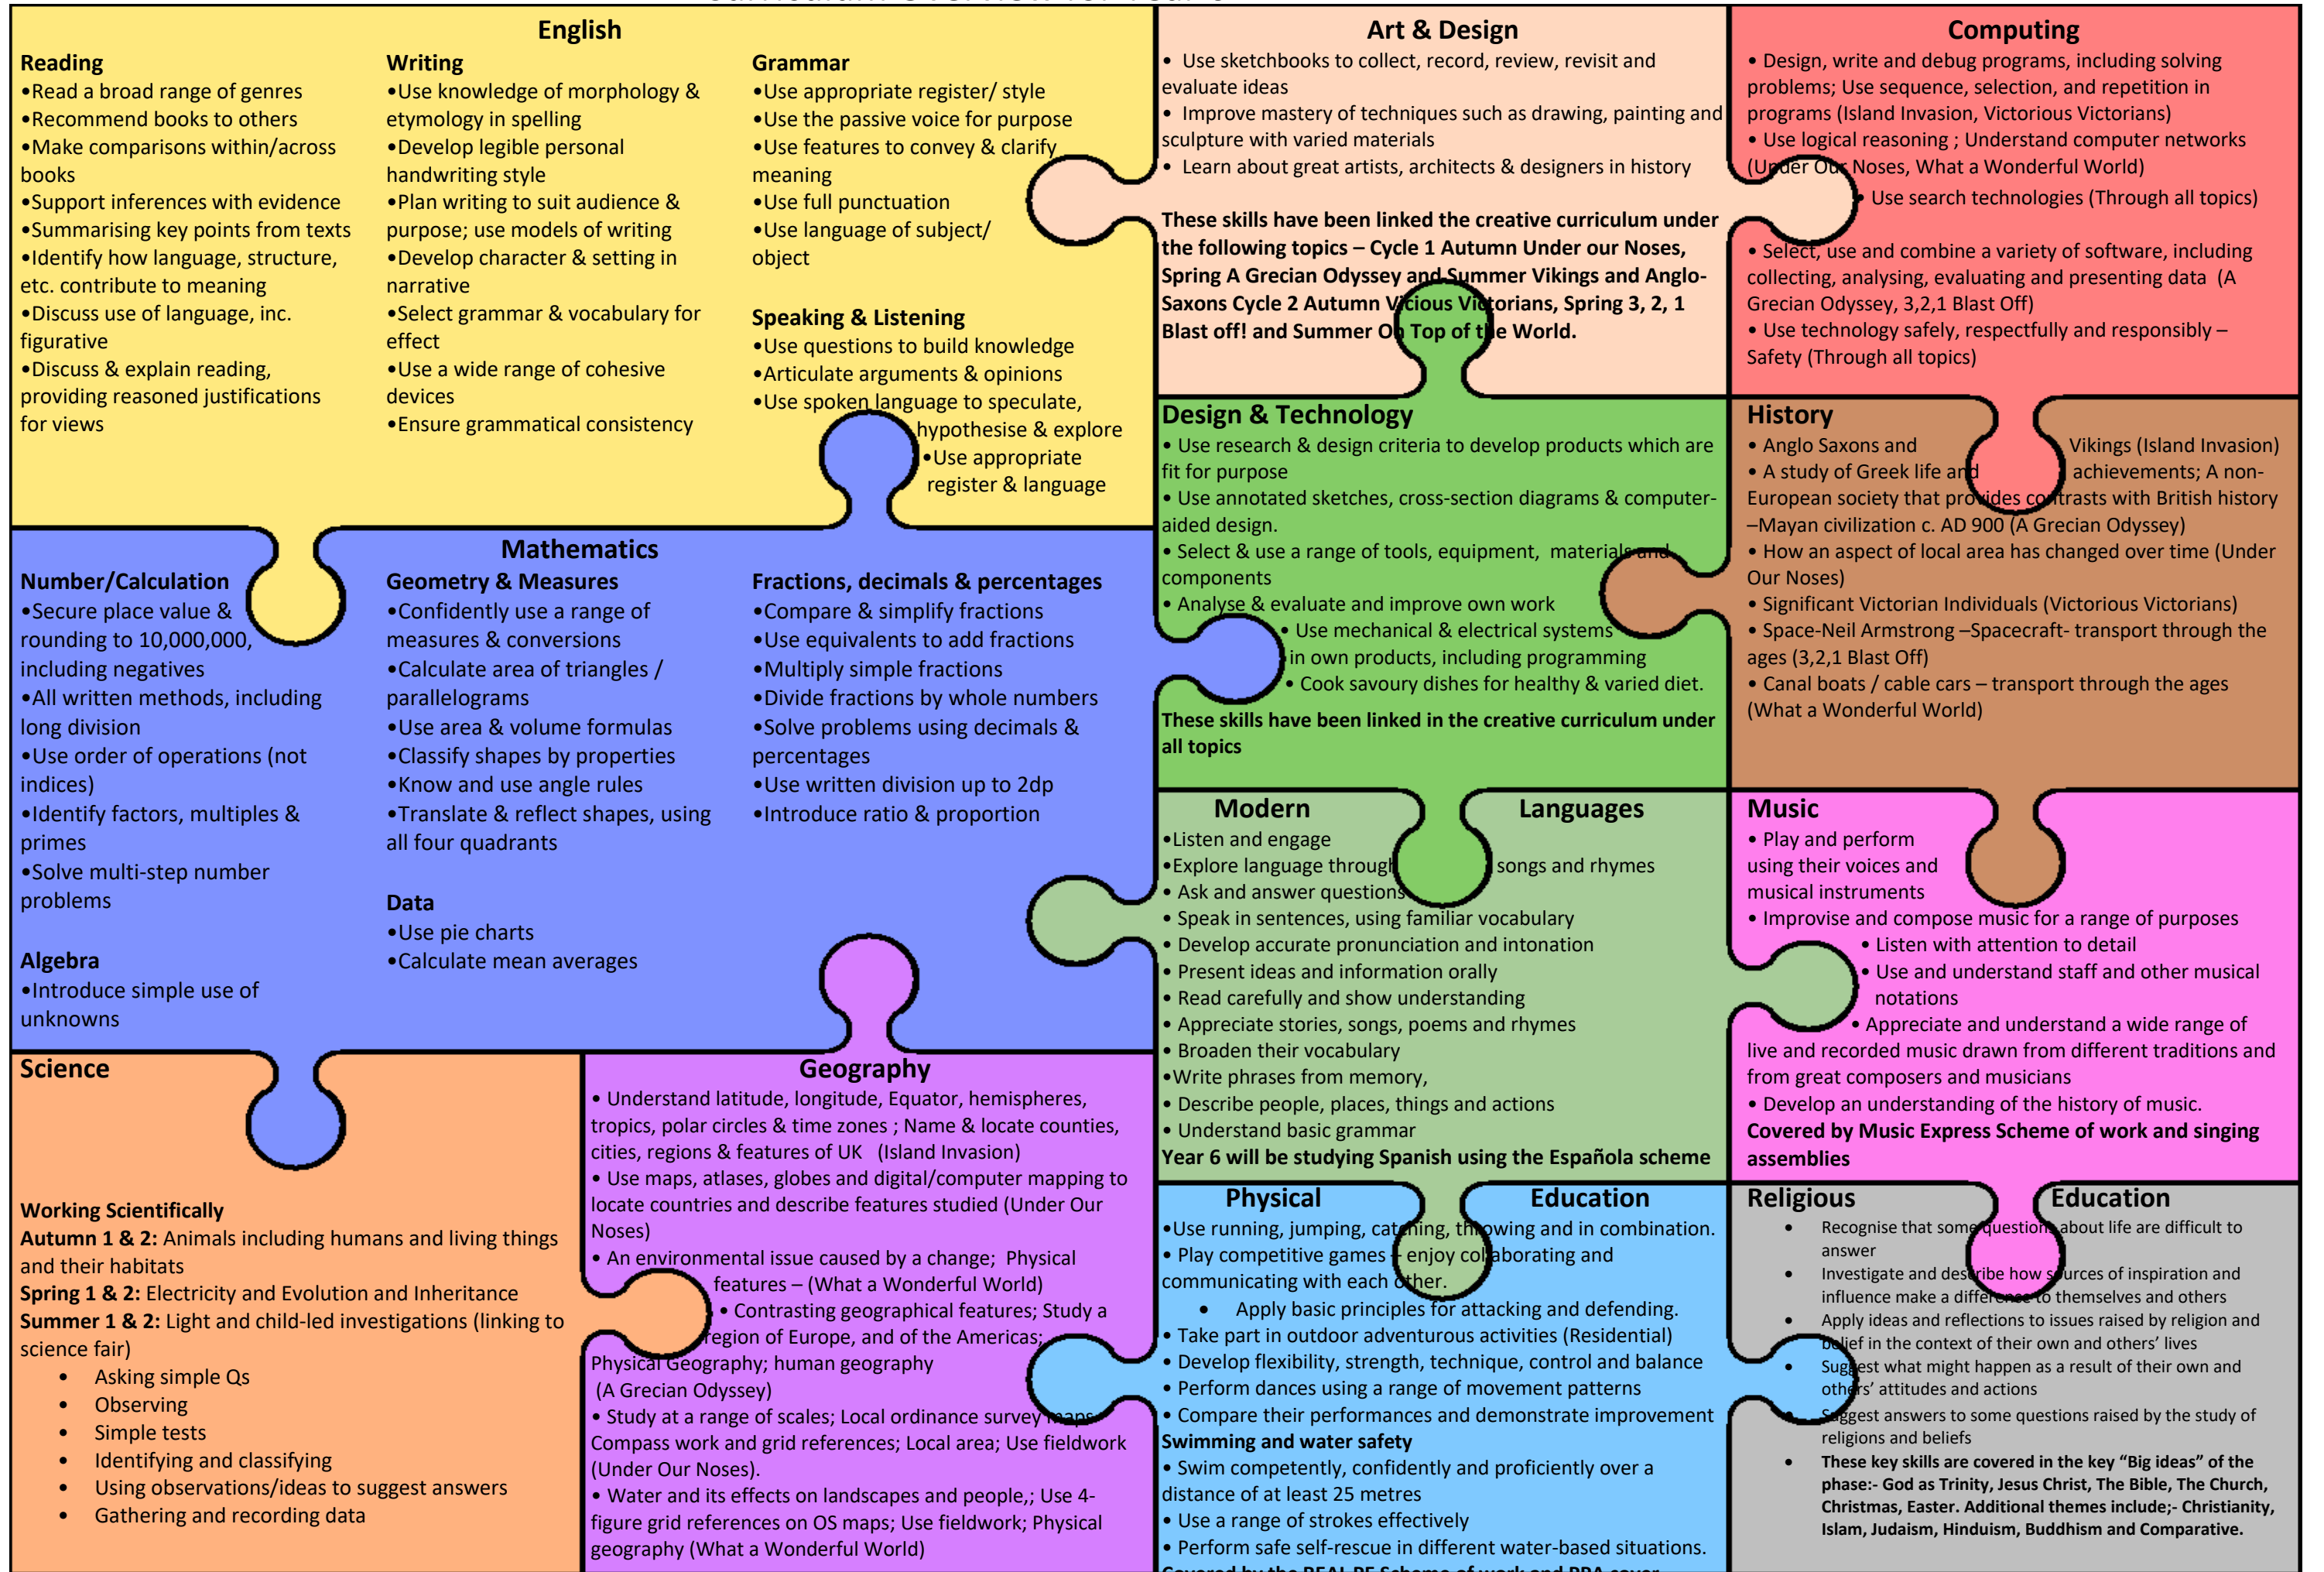 English
Reading
•Read a broad range of genres
•Recommend books to others
•Make comparisons within/across
books
•Support inferences with evidence
•Summarising key points from texts
•Identify how language, structure,
etc. contribute to meaning
•Discuss use of language, inc.
figurative
•Discuss & explain reading,
providing reasoned justifications
for views
Writing
•Use knowledge of morphology &
etymology in spelling
•Develop legible personal
handwriting style
•Plan writing to suit audience &
purpose; use models of writing
•Develop character & setting in
narrative
•Select grammar & vocabulary for
effect
•Use a wide range of cohesive
devices
•Ensure grammatical consistency
Grammar
•Use appropriate register/ style
•Use the passive voice for purpose
•Use features to convey & clarify
meaning
•Use full punctuation
•Use language of subject/
object
Speaking & Listening
•Use questions to build knowledge
•Articulate arguments & opinions
•Use spoken language to speculate,
hypothesise & explore
•Use appropriate
register & language
Art & Design
• Use sketchbooks to collect, record, review, revisit and
evaluate ideas
• Improve mastery of techniques such as drawing, painting and
sculpture with varied materials
• Learn about great artists, architects & designers in history
These skills have been linked the creative curriculum under
the following topics – Cycle 1 Autumn Under our Noses,
Spring A Grecian Odyssey and Summer Vikings and Anglo-
Saxons Cycle 2 Autumn Vicious Victorians, Spring 3, 2, 1
Blast off! and Summer On Top of the World.
Computing
• Design, write and debug programs, including solving
problems; Use sequence, selection, and repetition in
programs (Island Invasion, Victorious Victorians)
• Use logical reasoning ; Understand computer networks
(Under Our Noses, What a Wonderful World)
• Use search technologies (Through all topics)
• Select, use and combine a variety of software, including
collecting, analysing, evaluating and presenting data (A
Grecian Odyssey, 3,2,1 Blast Off)
• Use technology safely, respectfully and responsibly –
Safety (Through all topics)
Mathematics
Number/Calculation
•Secure place value &
rounding to 10,000,000,
including negatives
•All written methods, including
long division
•Use order of operations (not
indices)
•Identify factors, multiples &
primes
•Solve multi-step number
problems
Algebra
•Introduce simple use of
unknowns
Geometry & Measures
•Confidently use a range of
measures & conversions
•Calculate area of triangles /
parallelograms
•Use area & volume formulas
•Classify shapes by properties
•Know and use angle rules
•Translate & reflect shapes, using
all four quadrants
Data
•Use pie charts
•Calculate mean averages
Fractions, decimals & percentages
•Compare & simplify fractions
•Use equivalents to add fractions
•Multiply simple fractions
•Divide fractions by whole numbers
•Solve problems using decimals &
percentages
•Use written division up to 2dp
•Introduce ratio & proportion
Design & Technology
• Use research & design criteria to develop products which are
fit for purpose
• Use annotated sketches, cross-section diagrams & computer-
aided design.
• Select & use a range of tools, equipment, materials and
components
• Analyse & evaluate and improve own work
• Use mechanical & electrical systems
in own products, including programming
• Cook savoury dishes for healthy & varied diet.
These skills have been linked in the creative curriculum under
all topics
History
• Anglo Saxons and Vikings (Island Invasion)
• A study of Greek life and achievements; A non-
European society that provides contrasts with British history
–Mayan civilization c. AD 900 (A Grecian Odyssey)
• How an aspect of local area has changed over time (Under
Our Noses)
• Significant Victorian Individuals (Victorious Victorians)
• Space-Neil Armstrong –Spacecraft- transport through the
ages (3,2,1 Blast Off)
• Canal boats / cable cars – transport through the ages
(What a Wonderful World)
Modern Languages
•Listen and engage
•Explore language through songs and rhymes
• Ask and answer questions
• Speak in sentences, using familiar vocabulary
• Develop accurate pronunciation and intonation
• Present ideas and information orally
• Read carefully and show understanding
• Appreciate stories, songs, poems and rhymes
• Broaden their vocabulary
•Write phrases from memory,
• Describe people, places, things and actions
• Understand basic grammar
Year 6 will be studying Spanish using the Española scheme
Music
• Play and perform
using their voices and
musical instruments
• Improvise and compose music for a range of purposes
• Listen with attention to detail
• Use and understand staff and other musical
notations
• Appreciate and understand a wide range of
live and recorded music drawn from different traditions and
from great composers and musicians
• Develop an understanding of the history of music.
Covered by Music Express Scheme of work and singing
assemblies
Science
Working Scientifically
Autumn 1 & 2: Animals including humans and living things
and their habitats
Spring 1 & 2: Electricity and Evolution and Inheritance
Summer 1 & 2: Light and child-led investigations (linking to
science fair)
• Asking simple Qs
• Observing
• Simple tests
• Identifying and classifying
• Using observations/ideas to suggest answers
• Gathering and recording data
Geography
• Understand latitude, longitude, Equator, hemispheres,
tropics, polar circles & time zones ; Name & locate counties,
cities, regions & features of UK (Island Invasion)
• Use maps, atlases, globes and digital/computer mapping to
locate countries and describe features studied (Under Our
Noses)
• An environmental issue caused by a change; Physical
features – (What a Wonderful World)
• Contrasting geographical features; Study a
region of Europe, and of the Americas;
Physical Geography; human geography
(A Grecian Odyssey)
• Study at a range of scales; Local ordinance survey maps
Compass work and grid references; Local area; Use fieldwork
(Under Our Noses).
• Water and its effects on landscapes and people,; Use 4-
figure grid references on OS maps; Use fieldwork; Physical
geography (What a Wonderful World)
Physical Education
•Use running, jumping, catching, throwing and in combination.
• Play competitive games – enjoy collaborating and
communicating with each other.
• Apply basic principles for attacking and defending.
• Take part in outdoor adventurous activities (Residential)
• Develop flexibility, strength, technique, control and balance
• Perform dances using a range of movement patterns
• Compare their performances and demonstrate improvement
Swimming and water safety
• Swim competently, confidently and proficiently over a
distance of at least 25 metres
• Use a range of strokes effectively
• Perform safe self-rescue in different water-based situations.
Covered by the REAL PE Scheme of work and PPA cover
Religious Education
• Recognise that some questions about life are difficult to
answer
• Investigate and describe how sources of inspiration and
influence make a difference to themselves and others
• Apply ideas and reflections to issues raised by religion and
belief in the context of their own and others’ lives
• Suggest what might happen as a result of their own and
others’ attitudes and actions
• Suggest answers to some questions raised by the study of
religions and beliefs
• These key skills are covered in the key “Big ideas” of the
phase:- God as Trinity, Jesus Christ, The Bible, The Church,
Christmas, Easter. Additional themes include;- Christianity,
Islam, Judaism, Hinduism, Buddhism and Comparative.